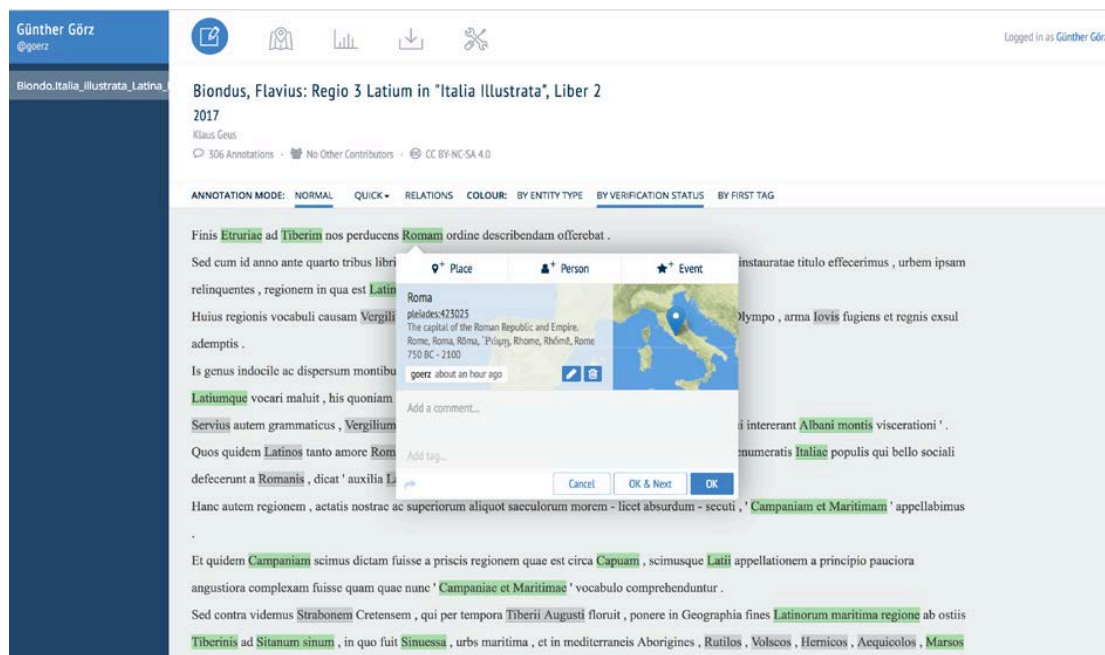 Günther Görz
@goerz
Logged in as Günther Gör
Biondo.Italia_illustrata_Latina_
Biondus, Flavius: Regio 3 Latium in "Italia Illustrata", Liber 2
2017
Klaus Geus
306 Annotations · No Other Contributors · CC BY-NC-SA 4.0
ANNOTATION MODE: NORMAL QUICK RELATIONS COLOUR: BY ENTITY TYPE BY VERIFICATION STATUS BY FIRST TAG
Finis Etruriae ad Tiberim nos perducens Romam ordine describendam offerebat .
Sed cum id anno ante quarto tribus libri instauratae titulo effecerimus , urbem ipsam
relinquentes , regionem in qua est Latin
Huius regionis vocabuli causam Vergili Olympo , arma Iovis fugiens et regnis exsul
ademptis .
Is genus indocile ac dispersum montibu
Latiumque vocari maluit , his quoniam
Servius autem grammaticus , Vergilium i intererant Albani montis viscerationi ' .
Quos quidem Latinos tanto amore Rom enumeratis Italiae populis qui bello sociali
defecerunt a Romanis , dicat ' auxilia La
Place Person Event
Roma
pleiades:423025
The capital of the Roman Republic and Empire.
Rome, Roma, Rōma, Ῥώμη, Rhome, Rhōmē, Rome
750 BC - 2100
goerz about an hour ago
Add a comment...
Add tag...
Cancel OK & Next OK
Hanc autem regionem , aetatis nostrae ac superiorum aliquot saeculorum morem - licet absurdum - secuti , ' Campaniam et Maritimam ' appellabimus
.
Et quidem Campaniam scimus dictam fuisse a priscis regionem quae est circa Capuam , scimusque Latii appellationem a principio pauciora
angustiora complexam fuisse quam quae nunc ' Campaniae et Maritimae ' vocabulo comprehenduntur .
Sed contra videmus Strabonem Cretensem , qui per tempora Tiberii Augusti floruit , ponere in Geographia fines Latinorum maritima regione ab ostiis
Tiberinis ad Sitanum sinum , in quo fuit Sinuessa , urbs maritima , et in mediterraneis Aborigines , Rutilos , Volscos , Hernicos , Aequicolos , Marsos